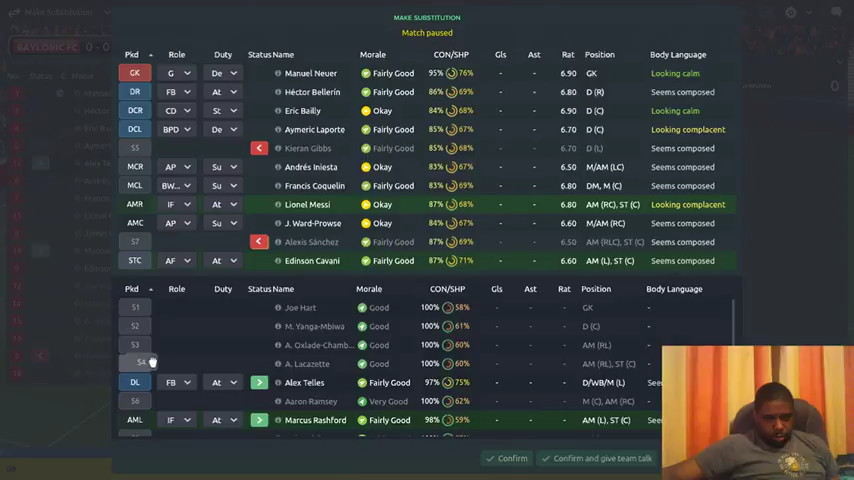 Make Substitution
MAKE SUBSTITUTION
Match paused
BAYLOBIC FC 0 - 0
Pkd Role Duty Status Name Morale CON/SHP Gls Ast Rat Position Body Language
GK G De Manuel Neuer Fairly Good 95% 76% - - 6.90 GK Looking calm
DR FB At Héctor Bellerín Fairly Good 86% 69% - - 6.80 D (R) Seems composed
DCR CD St Eric Bailly Okay 84% 68% - - 6.90 D (C) Looking calm
DCL BPD De Aymeric Laporte Fairly Good 85% 67% - - 6.70 D (C) Looking complacent
S5 Kieran Gibbs Fairly Good 85% 68% - - 6.70 D (L) Seems composed
MCR AP Su Andrés Iniesta Okay 83% 67% - - 6.50 M/AM (LC) Seems composed
MCL BW... Su Francis Coquelin Fairly Good 83% 69% - - 6.80 DM, M (C) Seems composed
AMR IF At Lionel Messi Okay 87% 68% - - 6.80 AM (RC), ST (C) Looking complacent
AMC AP Su J. Ward-Prowse Okay 84% 67% - - 6.60 M/AM (RC) Seems composed
S7 Alexis Sánchez Fairly Good 87% 69% - - 6.50 AM (RLC), ST (C) Seems composed
STC AF At Edinson Cavani Fairly Good 87% 71% - - 6.60 AM (L), ST (C) Seems composed
Pkd Role Duty Status Name Morale CON/SHP Gls Ast Rat Position Body Language
S1 Joe Hart Good 100% 58% - - - GK -
S2 M. Yanga-Mbiwa Good 100% 61% - - - D (C) -
S3 A. Oxlade-Chamb... Good 100% 60% - - - AM (RL) -
S4 A. Lacazette Good 100% 60% - - - AM (RL), ST (C)
DL FB At Alex Telles Fairly Good 97% 75% - - - D/WB/M (L) See
S6 Aaron Ramsey Very Good 100% 62% - - - M (C), AM (RC)
AML IF At Marcus Rashford Fairly Good 98% 59% - - - AM (L), ST (C) See
Confirm Confirm and give team talk